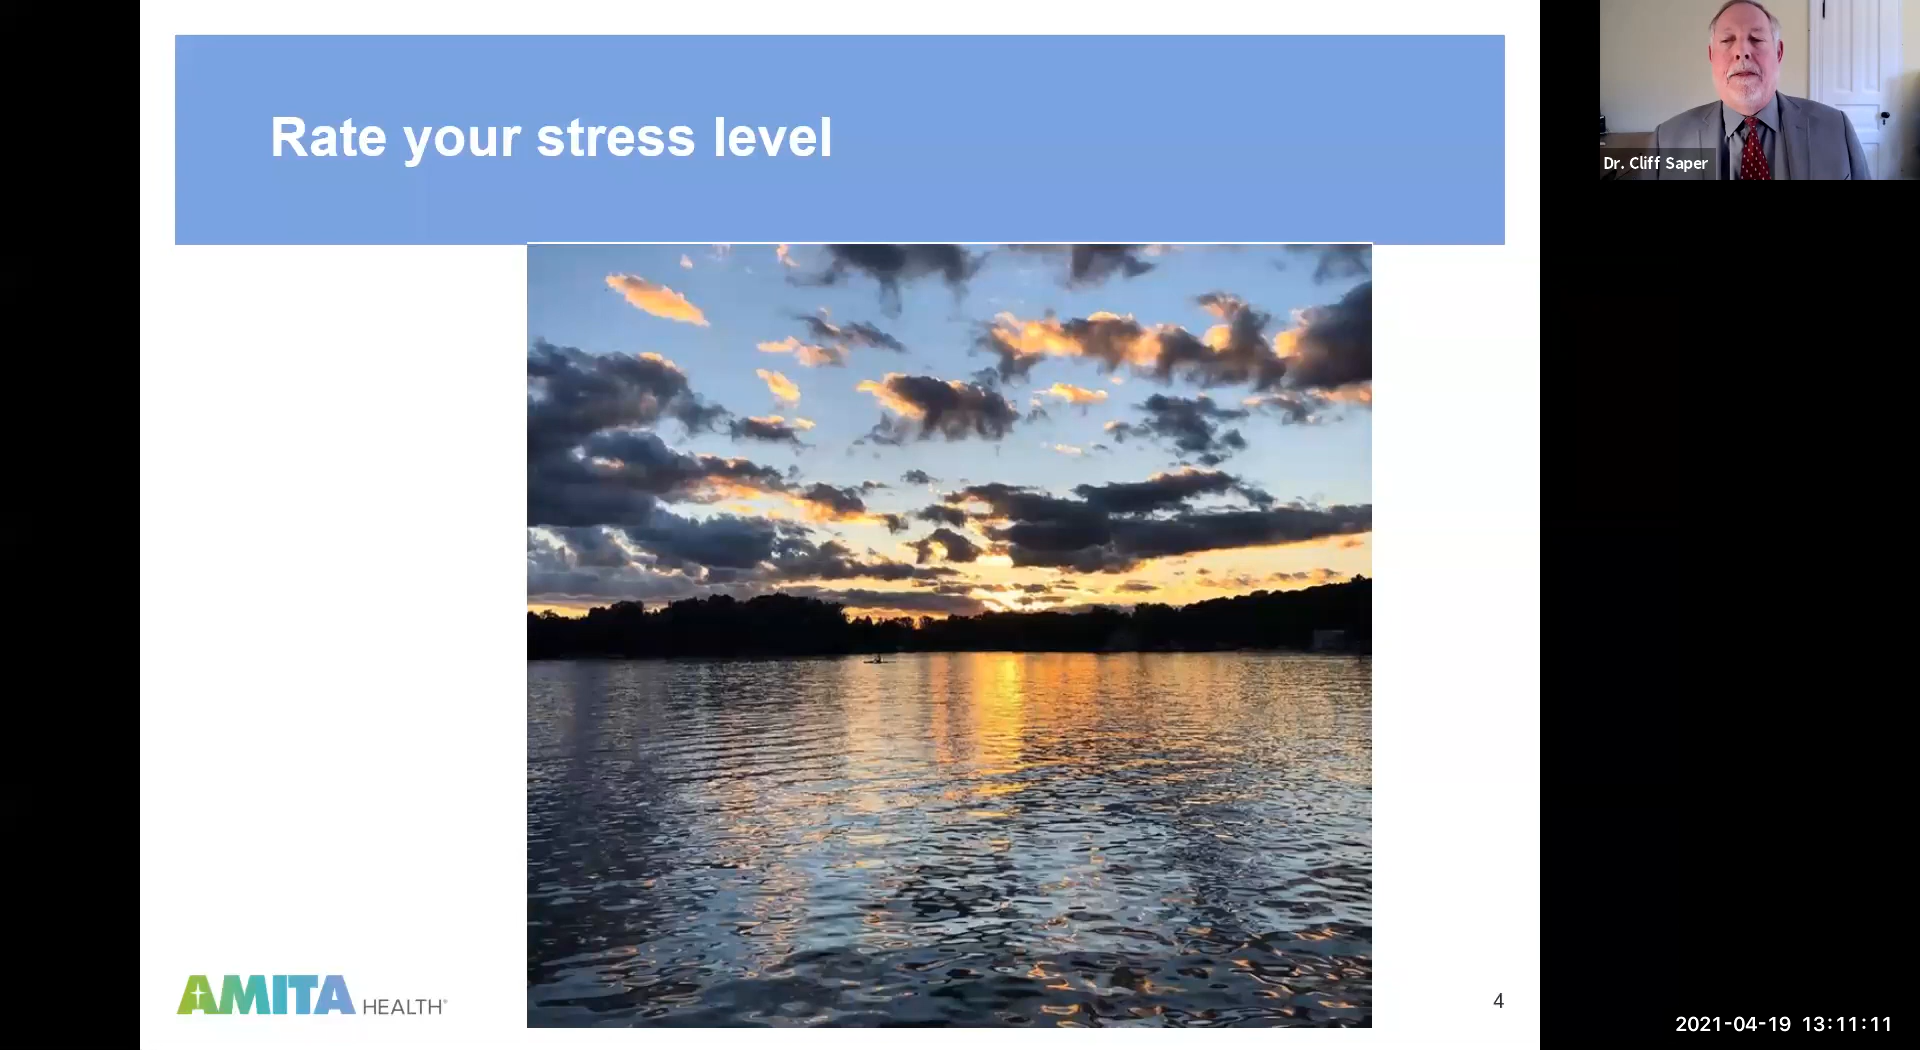 Rate your stress level
Dr. Cliff Saper
AMITA HEALTH®
4
2021-04-19 13:11:11